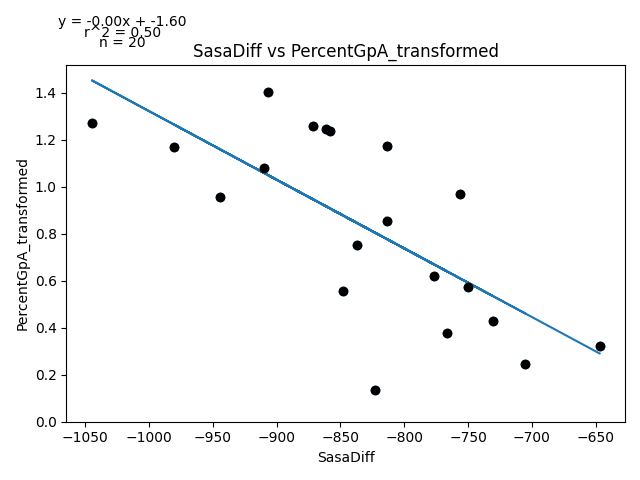 y = -0.00x + -1.60
r^2 = 0.50
n = 20
SasaDiff vs PercentGpA_transformed
PercentGpA_transformed
1.4
1.2
1.0
0.8
0.6
0.4
0.2
0.0
−1050 −1000 −950 −900 −850 −800 −750 −700 −650
SasaDiff